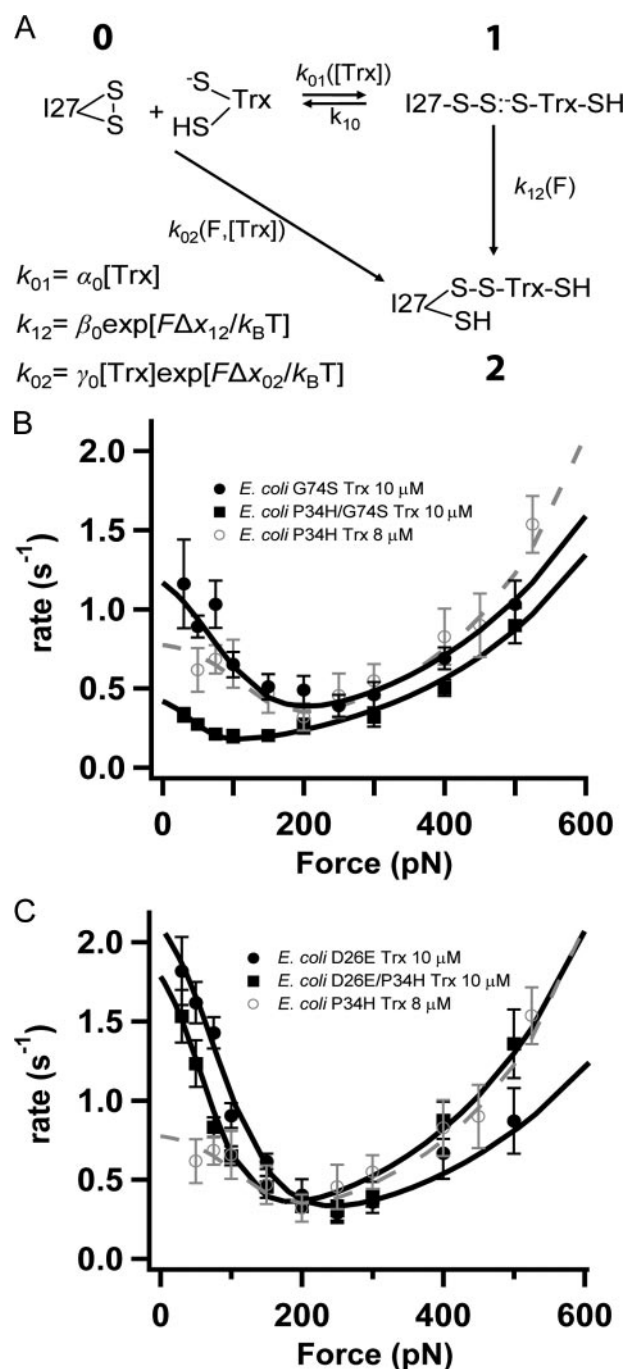 A
0
1
I27
S
S
+
-S
HS
Trx
k01([Trx])
k10
I27-S-S:-S-Trx-SH
k12(F)
k02(F,[Trx])
I27
S-S-Trx-SH
SH
2
k01= α0[Trx]
k12= β0exp[FΔx12/kBT]
k02= γ0[Trx]exp[FΔx02/kBT]
B
E. coli G74S Trx 10 μM
E. coli P34H/G74S Trx 10 μM
E. coli P34H Trx 8 μM
2.0
1.5
1.0
0.5
0.0
rate (s-1)
0 200 400 600
Force (pN)
C
E. coli D26E Trx 10 μM
E. coli D26E/P34H Trx 10 μM
E. coli P34H Trx 8 μM
2.0
1.5
1.0
0.5
0.0
rate (s-1)
0 200 400 600
Force (pN)